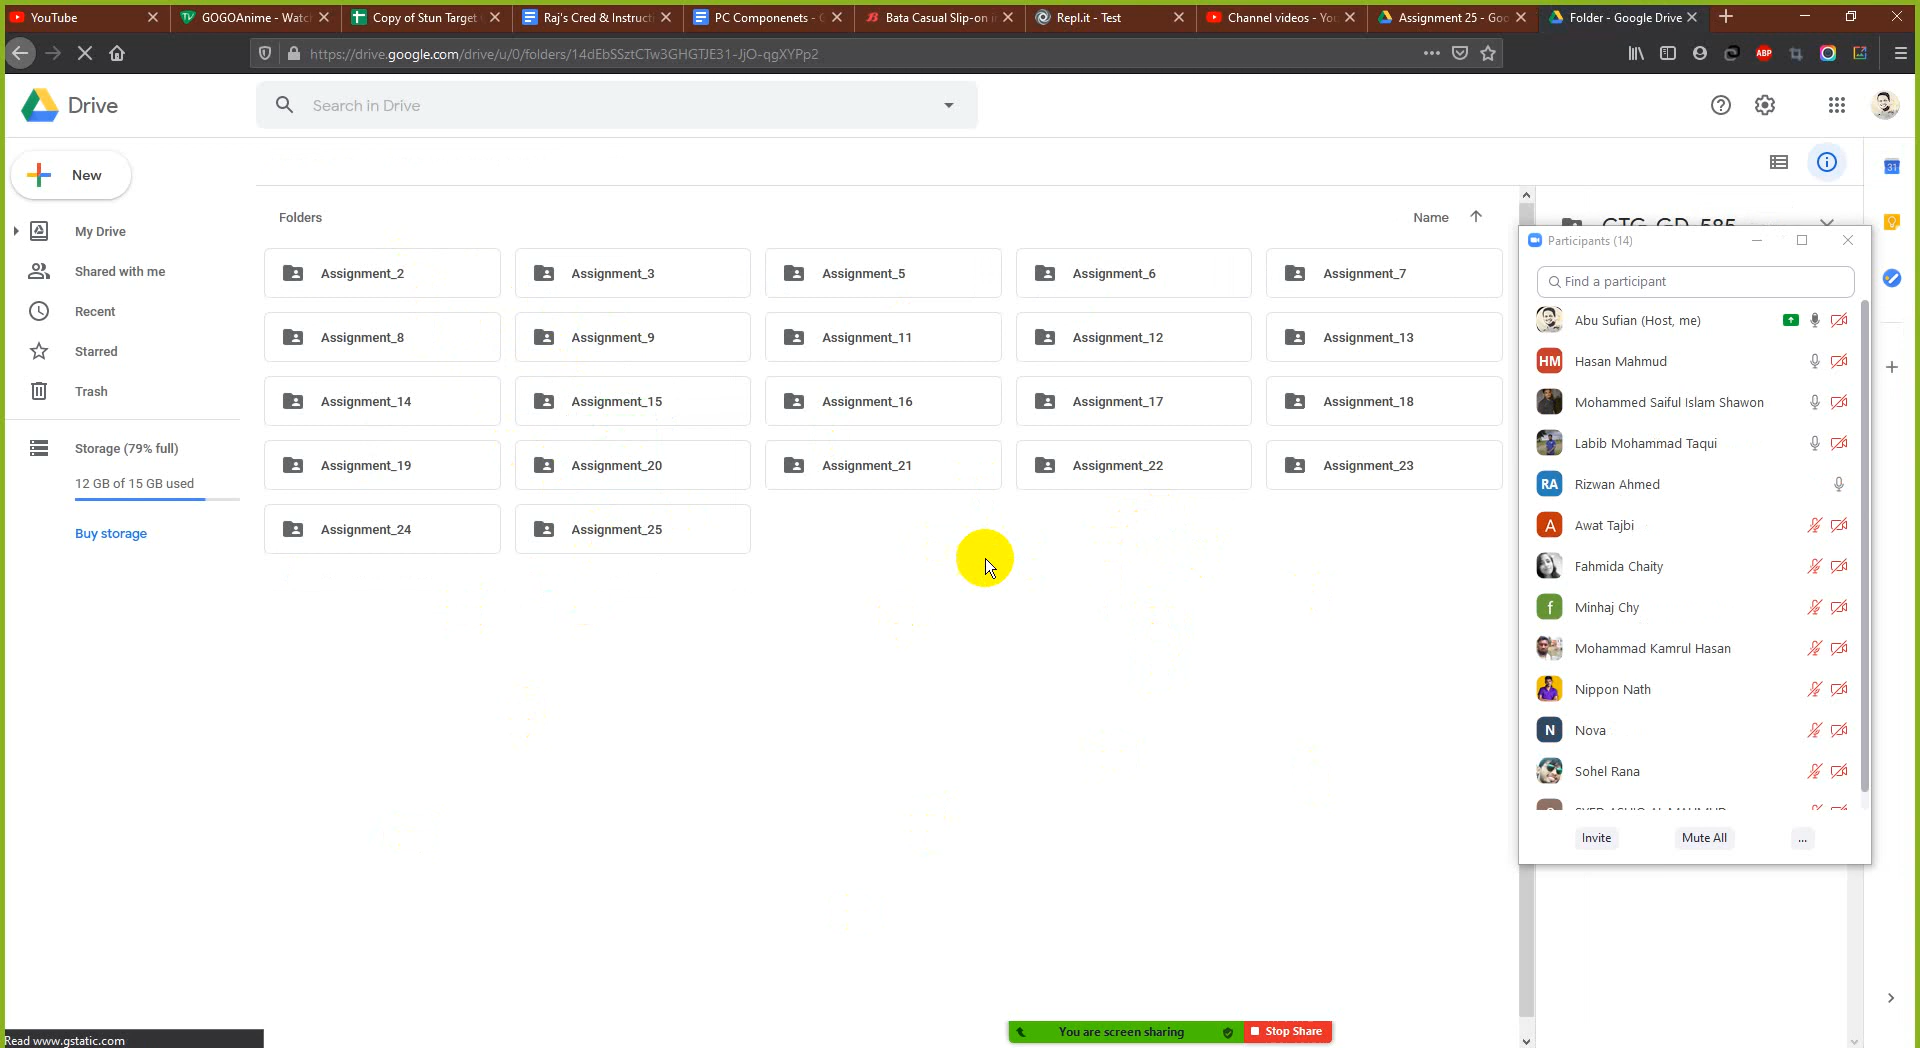 YouTube
GOGOAnime - Watc
Copy of Stun Target
Raj's Cred & Instructi
PC Componenets -
Bata Casual Slip-on i
Repl.it - Test
Channel videos - Yo
Assignment 25 - Goo
Folder - Google Drive
https://drive.google.com/drive/u/0/folders/14dEbSSztCTw3GHGTJE31-JjO-qgXYPp2
ABP
Drive
Search in Drive
New
My Drive
Shared with me
Recent
Starred
Trash
Storage (79% full)
12 GB of 15 GB used
Buy storage
Folders
Name
Assignment_2
Assignment_3
Assignment_5
Assignment_6
Assignment_7
Assignment_8
Assignment_9
Assignment_11
Assignment_12
Assignment_13
Assignment_14
Assignment_15
Assignment_16
Assignment_17
Assignment_18
Assignment_19
Assignment_20
Assignment_21
Assignment_22
Assignment_23
Assignment_24
Assignment_25
31
Participants (14)
Find a participant
Abu Sufian (Host, me)
HM Hasan Mahmud
Mohammed Saiful Islam Shawon
Labib Mohammad Taqui
RA Rizwan Ahmed
A Awat Tajbi
Fahmida Chaity
f Minhaj Chy
Mohammad Kamrul Hasan
Nippon Nath
N Nova
Sohel Rana
Invite
Mute All
...
You are screen sharing
Stop Share
Read www.gstatic.com